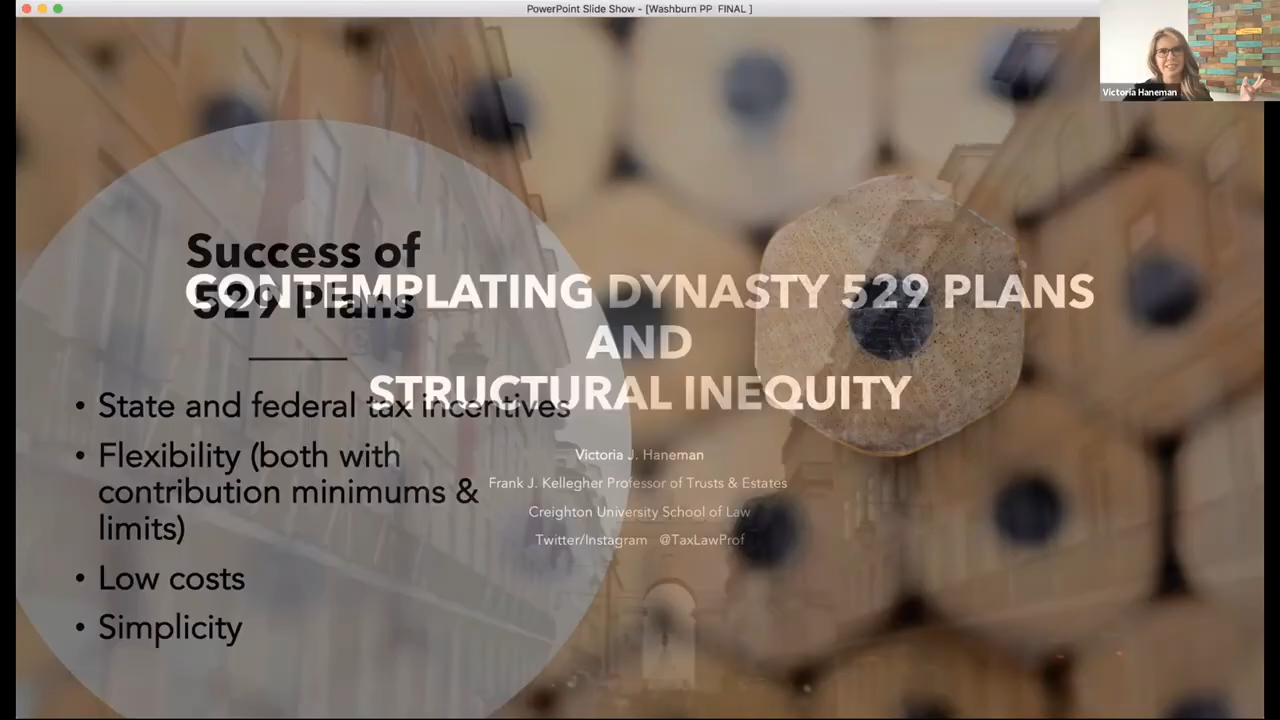 PowerPoint Slide Show - [Washburn PP FINAL ]
Victoria Haneman
Success of
529 Plans
• State and federal tax incentives
• Flexibility (both with
contribution minimums &
limits)
• Low costs
• Simplicity
CONTEMPLATING DYNASTY 529 PLANS
AND
STRUCTURAL INEQUITY
Victoria J. Haneman
Frank J. Kellegher Professor of Trusts & Estates
Creighton University School of Law
Twitter/Instagram @TaxLawProf